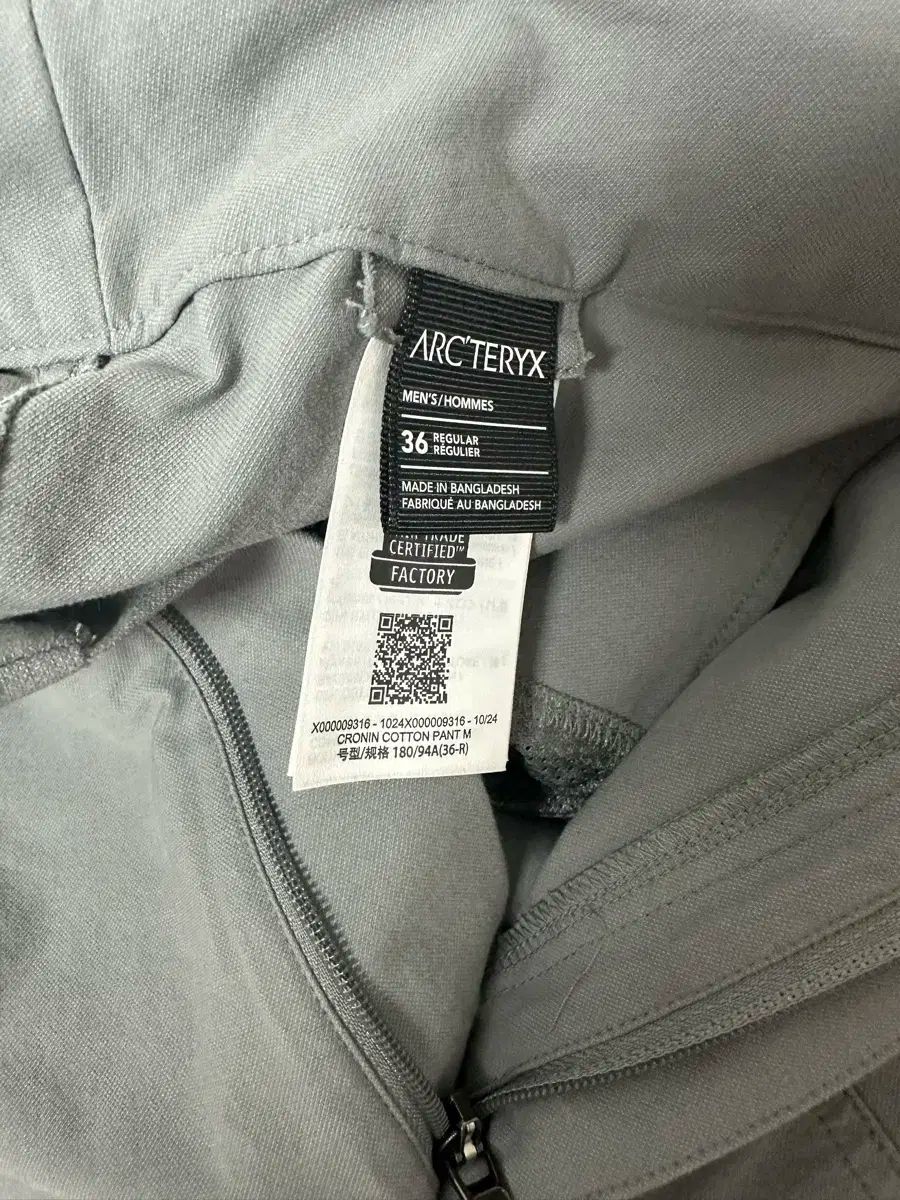 ARC'TERYX
MEN'S/HOMMES
36 REGULAR
RÉGULIER
MADE IN BANGLADESH
FABRIQUÉ AU BANGLADESH
TRADE
CERTIFIED™
FACTORY
X000009316 - 1024X000009316 - 10/24
CRONIN COTTON PANT M
号型/规格 180/94A(36-R)